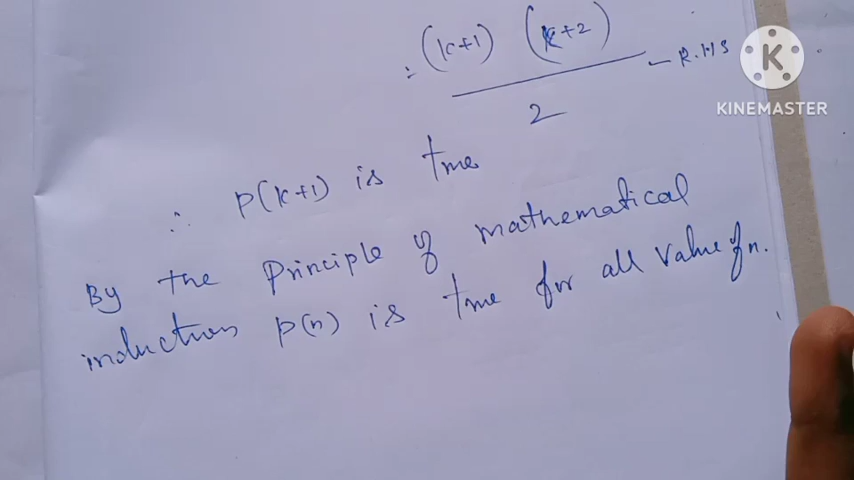 = (k+1) (k+2) / 2 — R.H.S
K
KINEMASTER
∴ P(k+1) is true
By the Principle of mathematical
induction P(n) is true for all value of n.